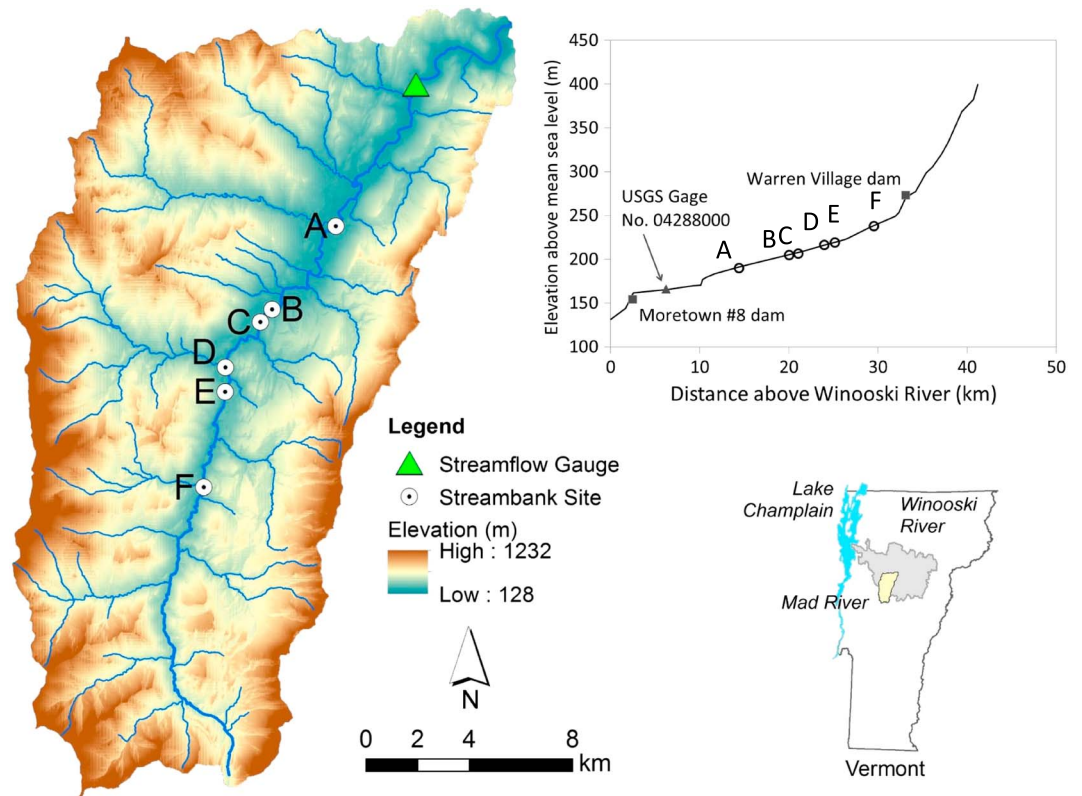 A
B
C
D
E
F
Legend
Streamflow Gauge
Streambank Site
Elevation (m)
High : 1232
Low : 128
N
0 2 4 8
km
Elevation above mean sea level (m)
450
400
350
300
250
200
150
100
Warren Village dam
USGS Gage
No. 04288000
A
B
C
D
E
F
Moretown #8 dam
0 10 20 30 40 50
Distance above Winooski River (km)
Lake
Champlain
Winooski
River
Mad River
Vermont